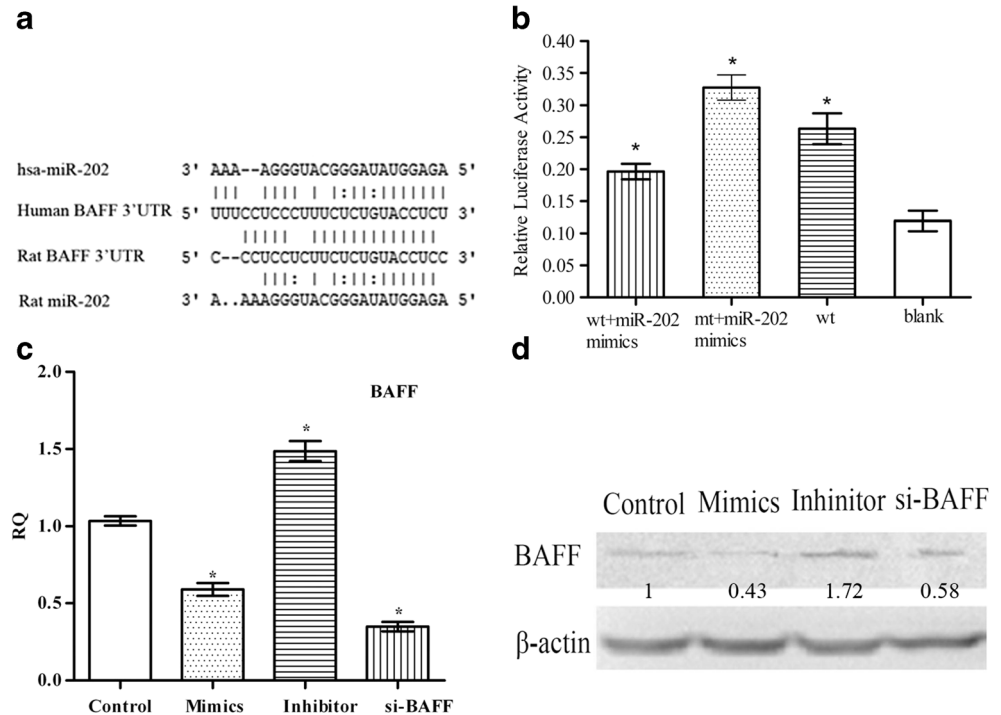 a
hsa-miR-202 3' AAA--AGGGUACGGGAUAUGGAGA 5'
Human BAFF 3'UTR 5' UUUCCUCCCUUUCUCUGUACCUCU 3'
Rat BAFF 3'UTR 5' C--CCUCCUCUUCUCUGUACCUCC 3'
Rat miR-202 3' A..AAAGGGUACGGGAUAUGGAGA 5'
b
Relative Luciferase Activity
0.40
0.35
0.30
0.25
0.20
0.15
0.10
0.05
0.00
* * *
wt+miR-202 mt+miR-202 wt blank
mimics mimics
c
BAFF
RQ
2.0
1.5
1.0
0.5
0.0
* * *
Control Mimics Inhibitor si-BAFF
d
Control Mimics Inhinitor si-BAFF
BAFF
1 0.43 1.72 0.58
β-actin